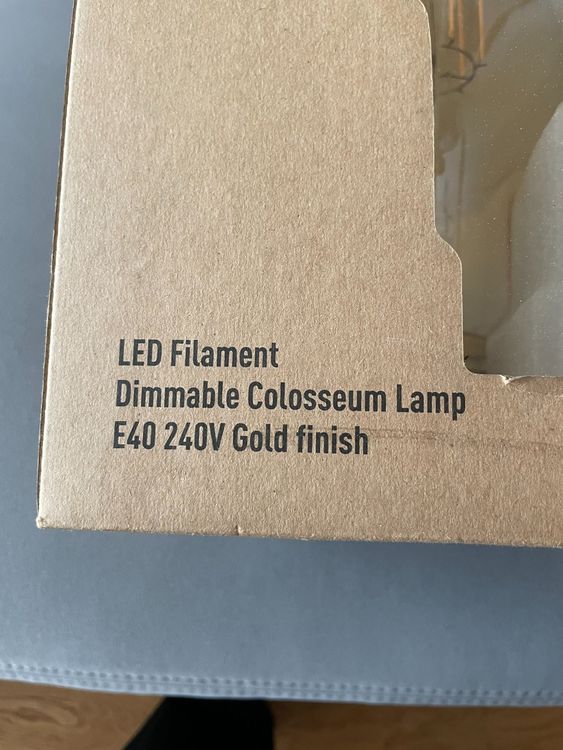 LED Filament
Dimmable Colosseum Lamp
E40 240V Gold finish